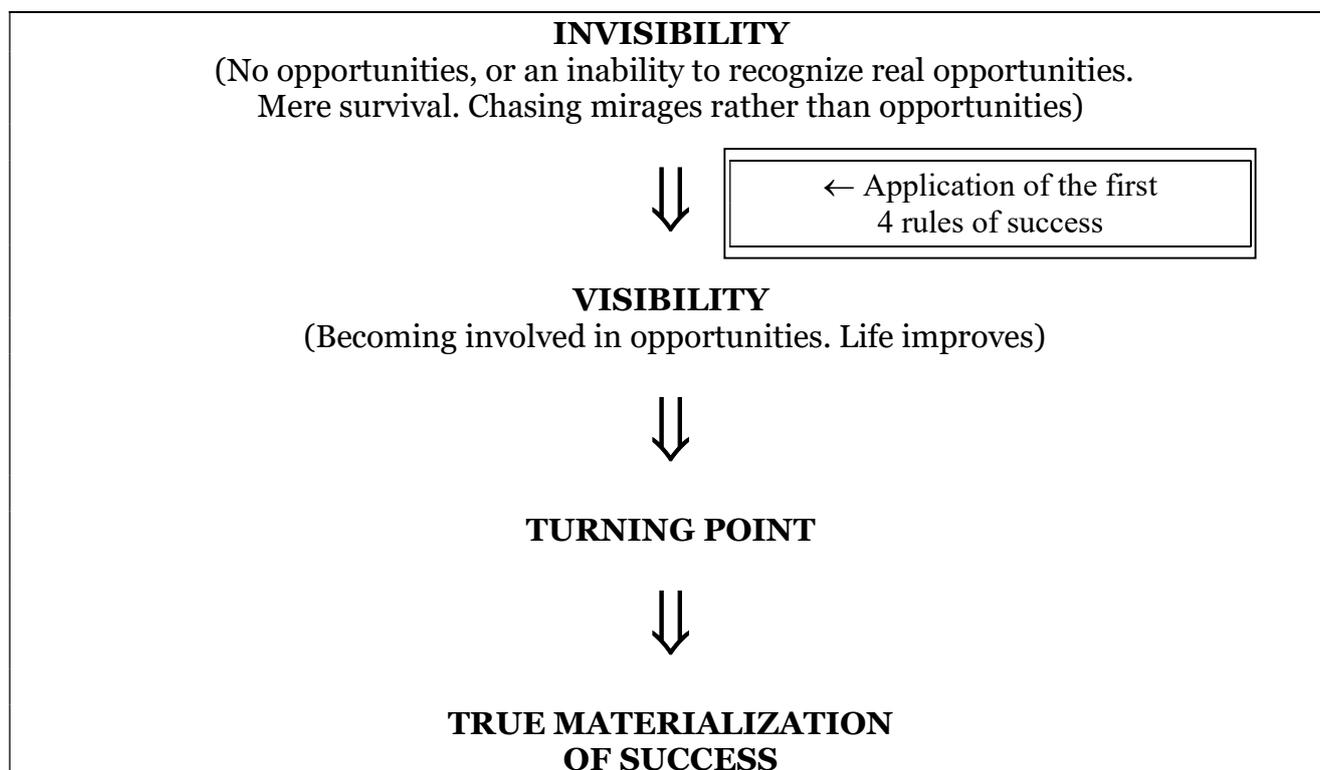 INVISIBILITY
(No opportunities, or an inability to recognize real opportunities.
Mere survival. Chasing mirages rather than opportunities)
← Application of the first
4 rules of success
VISIBILITY
(Becoming involved in opportunities. Life improves)
TURNING POINT
TRUE MATERIALIZATION
OF SUCCESS